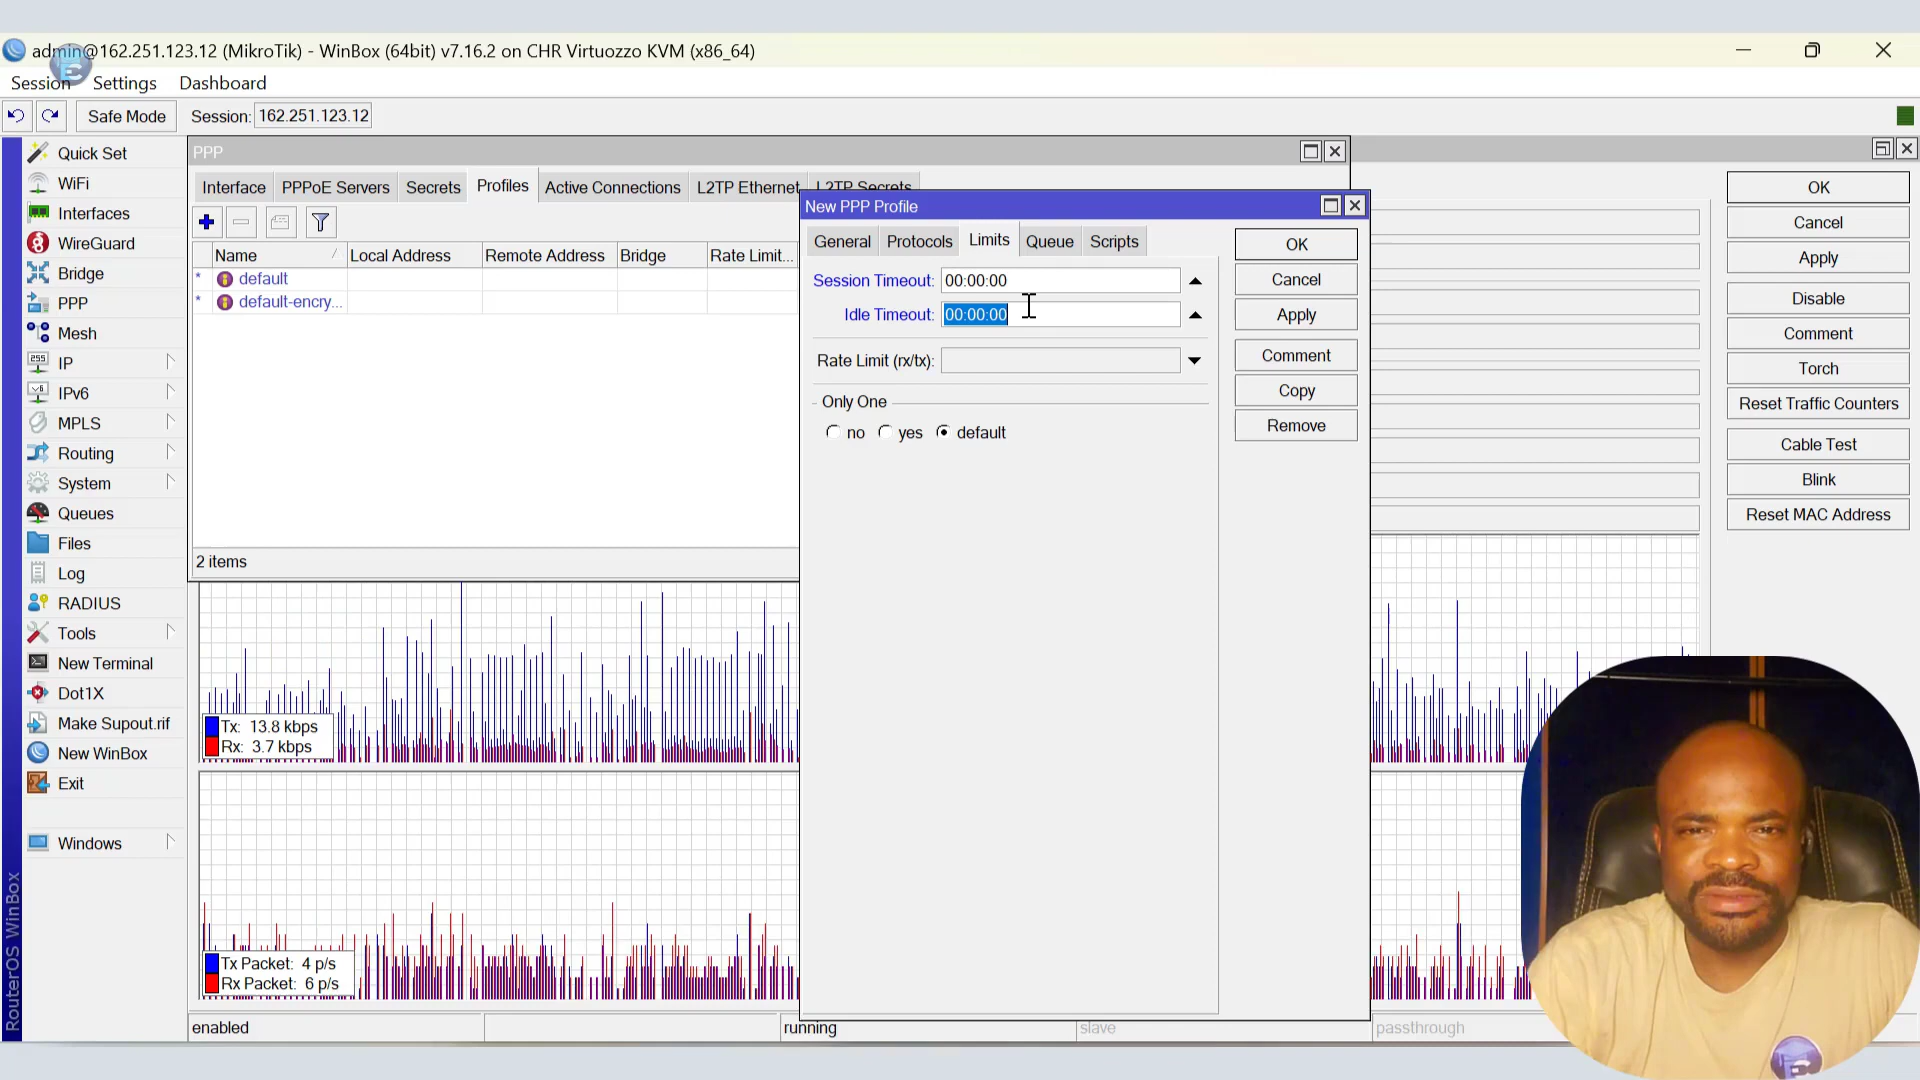 admin@162.251.123.12 (MikroTik) - WinBox (64bit) v7.16.2 on CHR Virtuozzo KVM (x86_64)
Session Settings Dashboard
Safe Mode Session: 162.251.123.12
Quick Set
WiFi
Interfaces
WireGuard
Bridge
PPP
Mesh
IP
IPv6
MPLS
Routing
System
Queues
Files
Log
RADIUS
Tools
New Terminal
Dot1X
Make Supout.rif
New WinBox
Exit
Windows
RouterOS WinBox
PPP
Interface PPPoE Servers Secrets Profiles Active Connections L2TP Ethernet L2TP Secrets
Name Local Address Remote Address Bridge Rate Limit...
* default
* default-encry...
2 items
New PPP Profile
General Protocols Limits Queue Scripts
Session Timeout: 00:00:00
Idle Timeout: 00:00:00
Rate Limit (rx/tx):
Only One
no yes default
OK
Cancel
Apply
Comment
Copy
Remove
OK
Cancel
Apply
Disable
Comment
Torch
Reset Traffic Counters
Cable Test
Blink
Reset MAC Address
Tx: 13.8 kbps
Rx: 3.7 kbps
Tx Packet: 4 p/s
Rx Packet: 6 p/s
enabled running slave passthrough